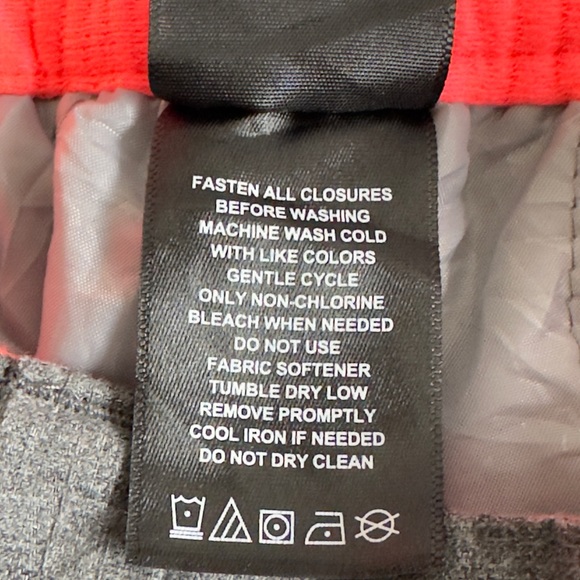 FASTEN ALL CLOSURES
BEFORE WASHING
MACHINE WASH COLD
WITH LIKE COLORS
GENTLE CYCLE
ONLY NON-CHLORINE
BLEACH WHEN NEEDED
DO NOT USE
FABRIC SOFTENER
TUMBLE DRY LOW
REMOVE PROMPTLY
COOL IRON IF NEEDED
DO NOT DRY CLEAN